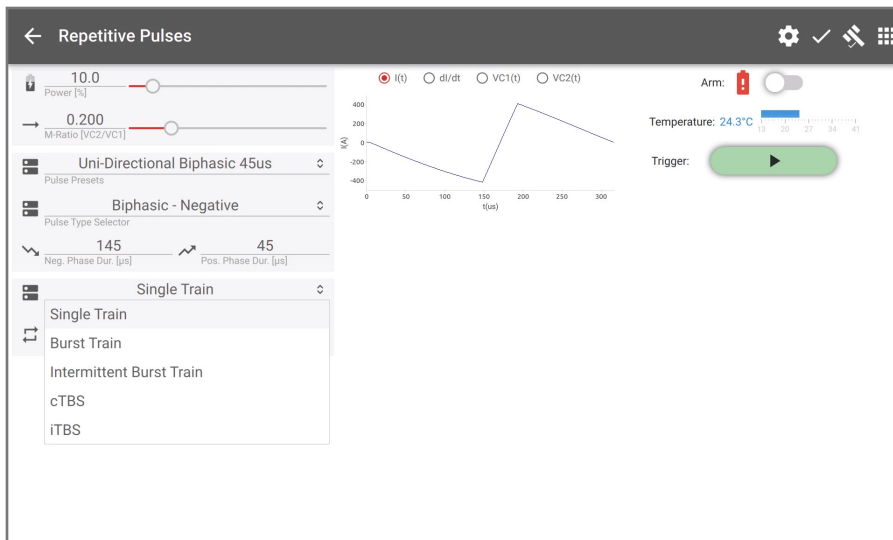 Repetitive Pulses
10.0
Power [%]
0.200
M-Ratio [VC2/VC1]
Uni-Directional Biphasic 45us
Pulse Presets
Biphasic - Negative
Pulse Type Selector
145 45
Neg. Phase Dur. [µs] Pos. Phase Dur. [µs]
Single Train
Single Train
Burst Train
Intermittent Burst Train
cTBS
iTBS
I(t) dI/dt VC1(t) VC2(t)
400
200
0
-200
-400
I(A)
0 50 100 150 200 250 300
t(us)
Arm:
Temperature: 24.3°C
13 20 27 34 41
Trigger: